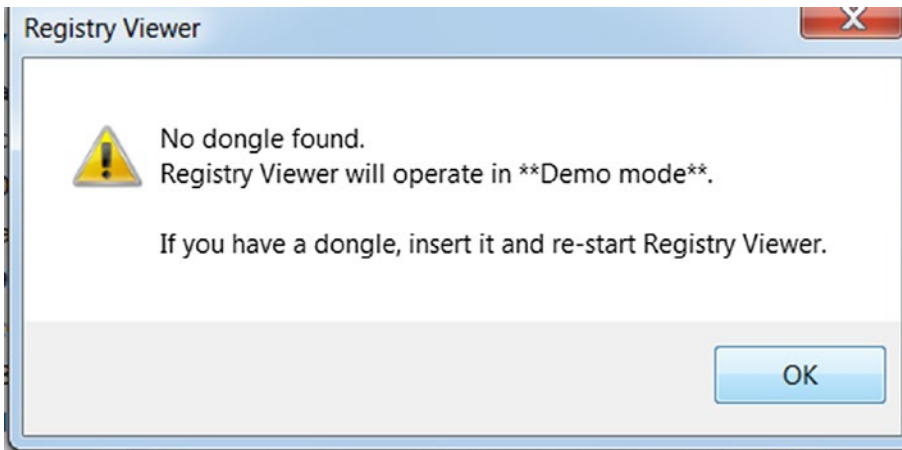 Registry Viewer
No dongle found.
Registry Viewer will operate in **Demo mode**.
If you have a dongle, insert it and re-start Registry Viewer.
OK